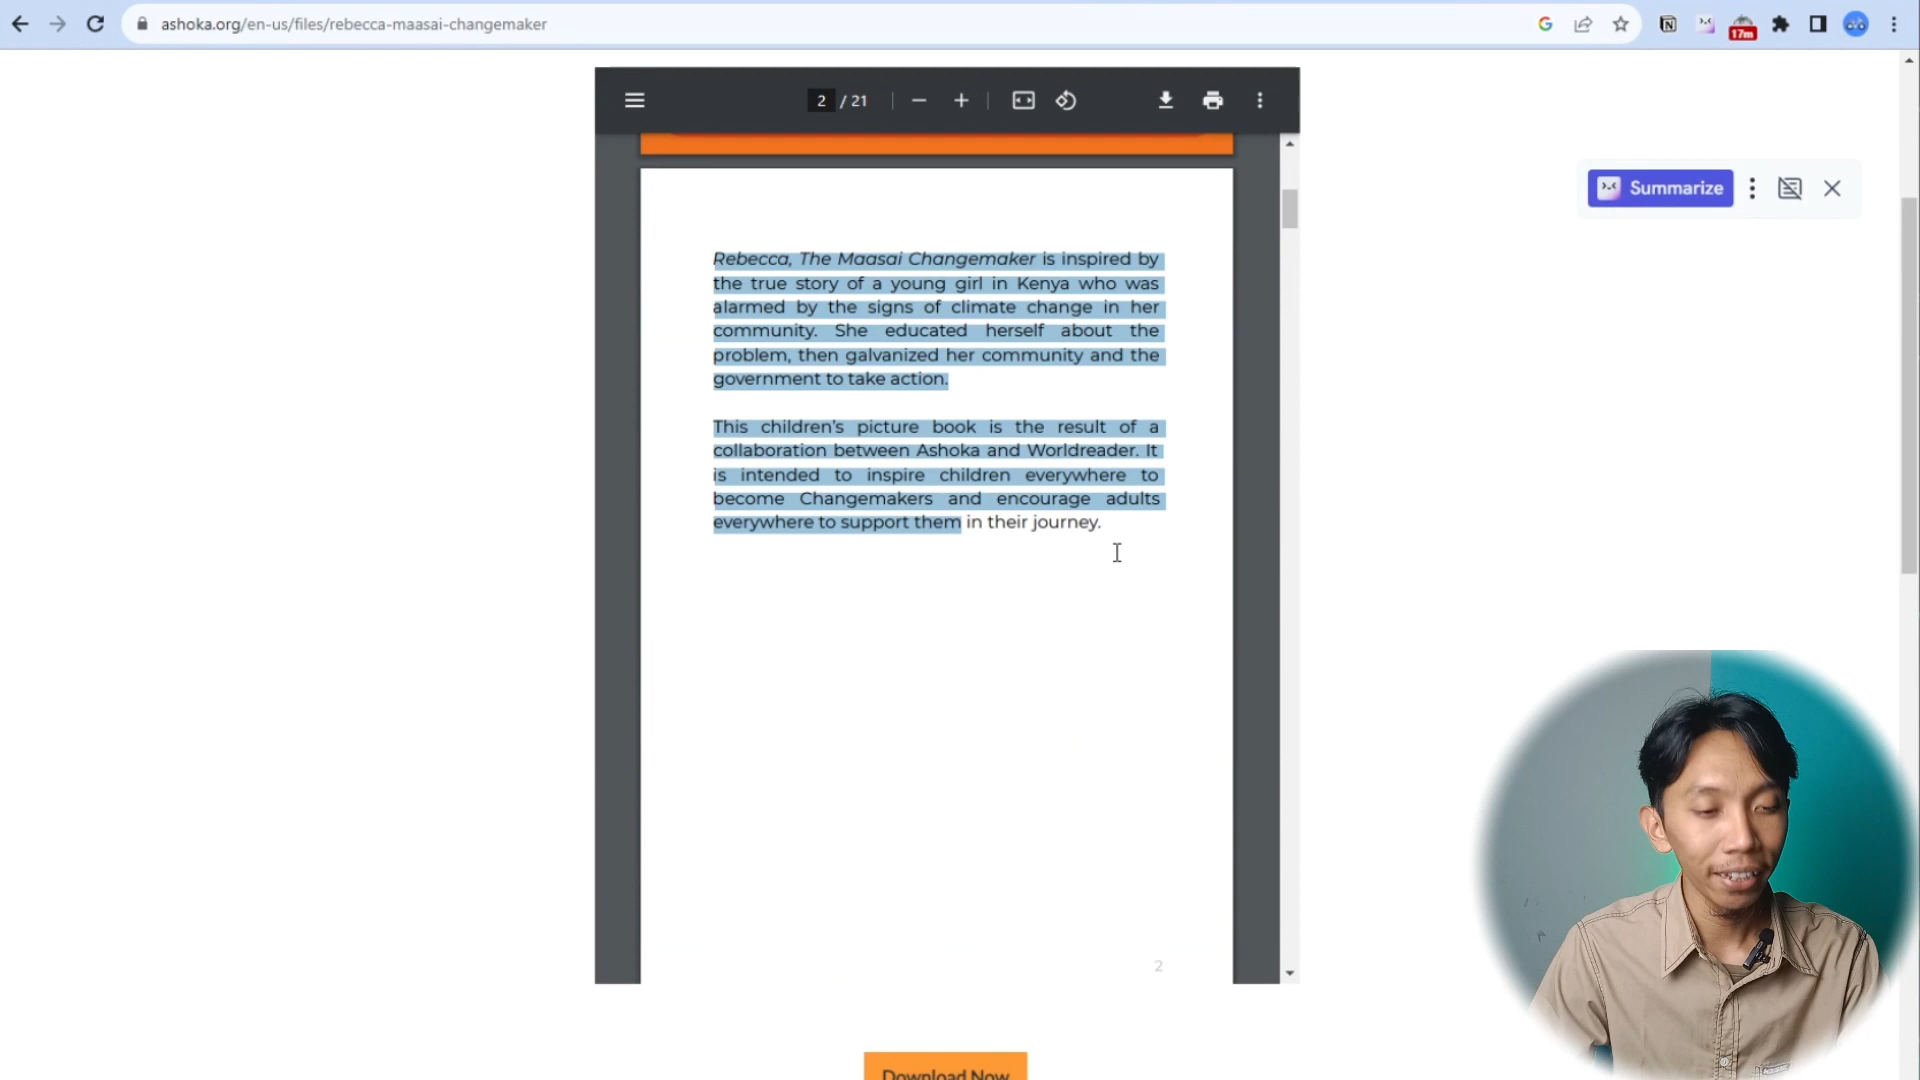 ashoka.org/en-us/files/rebecca-maasai-changemaker
17m
2 / 21
Summarize
Rebecca, The Maasai Changemaker is inspired by
the true story of a young girl in Kenya who was
alarmed by the signs of climate change in her
community. She educated herself about the
problem, then galvanized her community and the
government to take action.
This children's picture book is the result of a
collaboration between Ashoka and Worldreader. It
is intended to inspire children everywhere to
become Changemakers and encourage adults
everywhere to support them in their journey.
2
Download Now